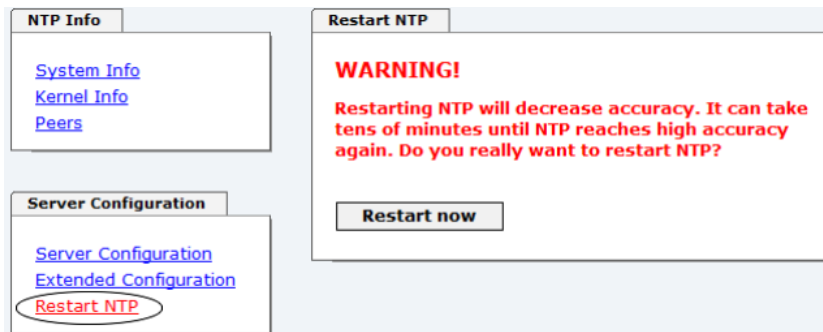 NTP Info
System Info
Kernel Info
Peers
Server Configuration
Server Configuration
Extended Configuration
Restart NTP
Restart NTP
WARNING!
Restarting NTP will decrease accuracy. It can take
tens of minutes until NTP reaches high accuracy
again. Do you really want to restart NTP?
Restart now